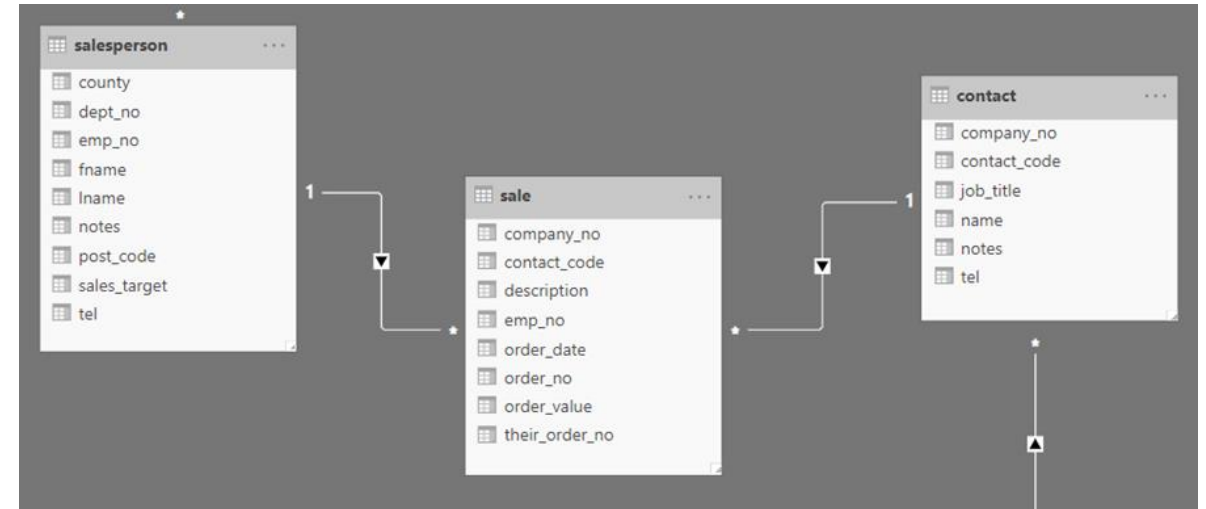 *
salesperson ...
county
dept_no
emp_no
fname
lname
notes
post_code
sales_target
tel
1
*
sale ...
company_no
contact_code
description
emp_no
order_date
order_no
order_value
their_order_no
*
1
contact ...
company_no
contact_code
job_title
name
notes
tel
*